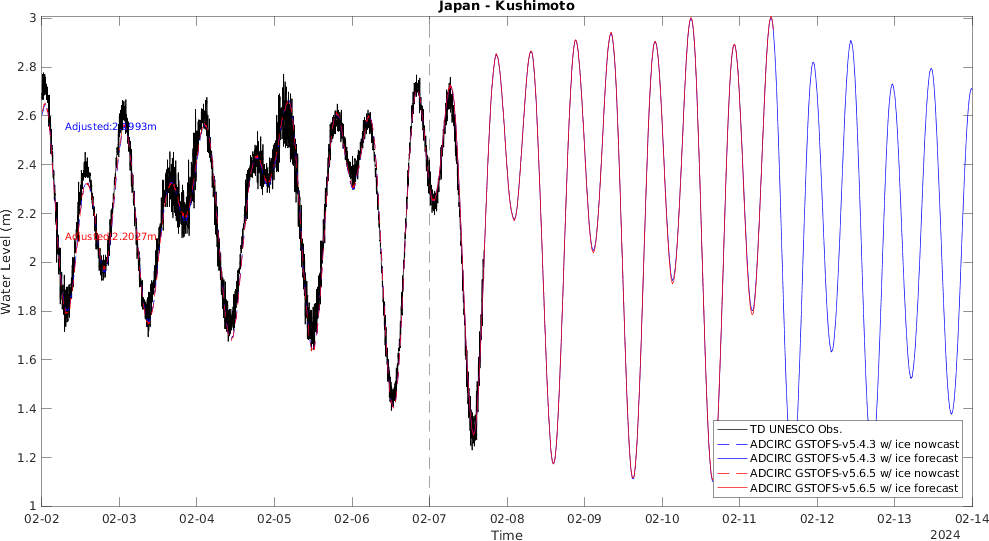 Japan - Kushimoto
3
2.8
2.6
2.4
2.2
2
1.8
1.6
1.4
1.2
1
Water Level (m)
Adjusted:2.1993m
Adjusted:2.2027m
TD UNESCO Obs.
ADCIRC GSTOFS-v5.4.3 w/ ice nowcast
ADCIRC GSTOFS-v5.4.3 w/ ice forecast
ADCIRC GSTOFS-v5.6.5 w/ ice nowcast
ADCIRC GSTOFS-v5.6.5 w/ ice forecast
02-02 02-03 02-04 02-05 02-06 02-07 02-08 02-09 02-10 02-11 02-12 02-13 02-14
Time
2024